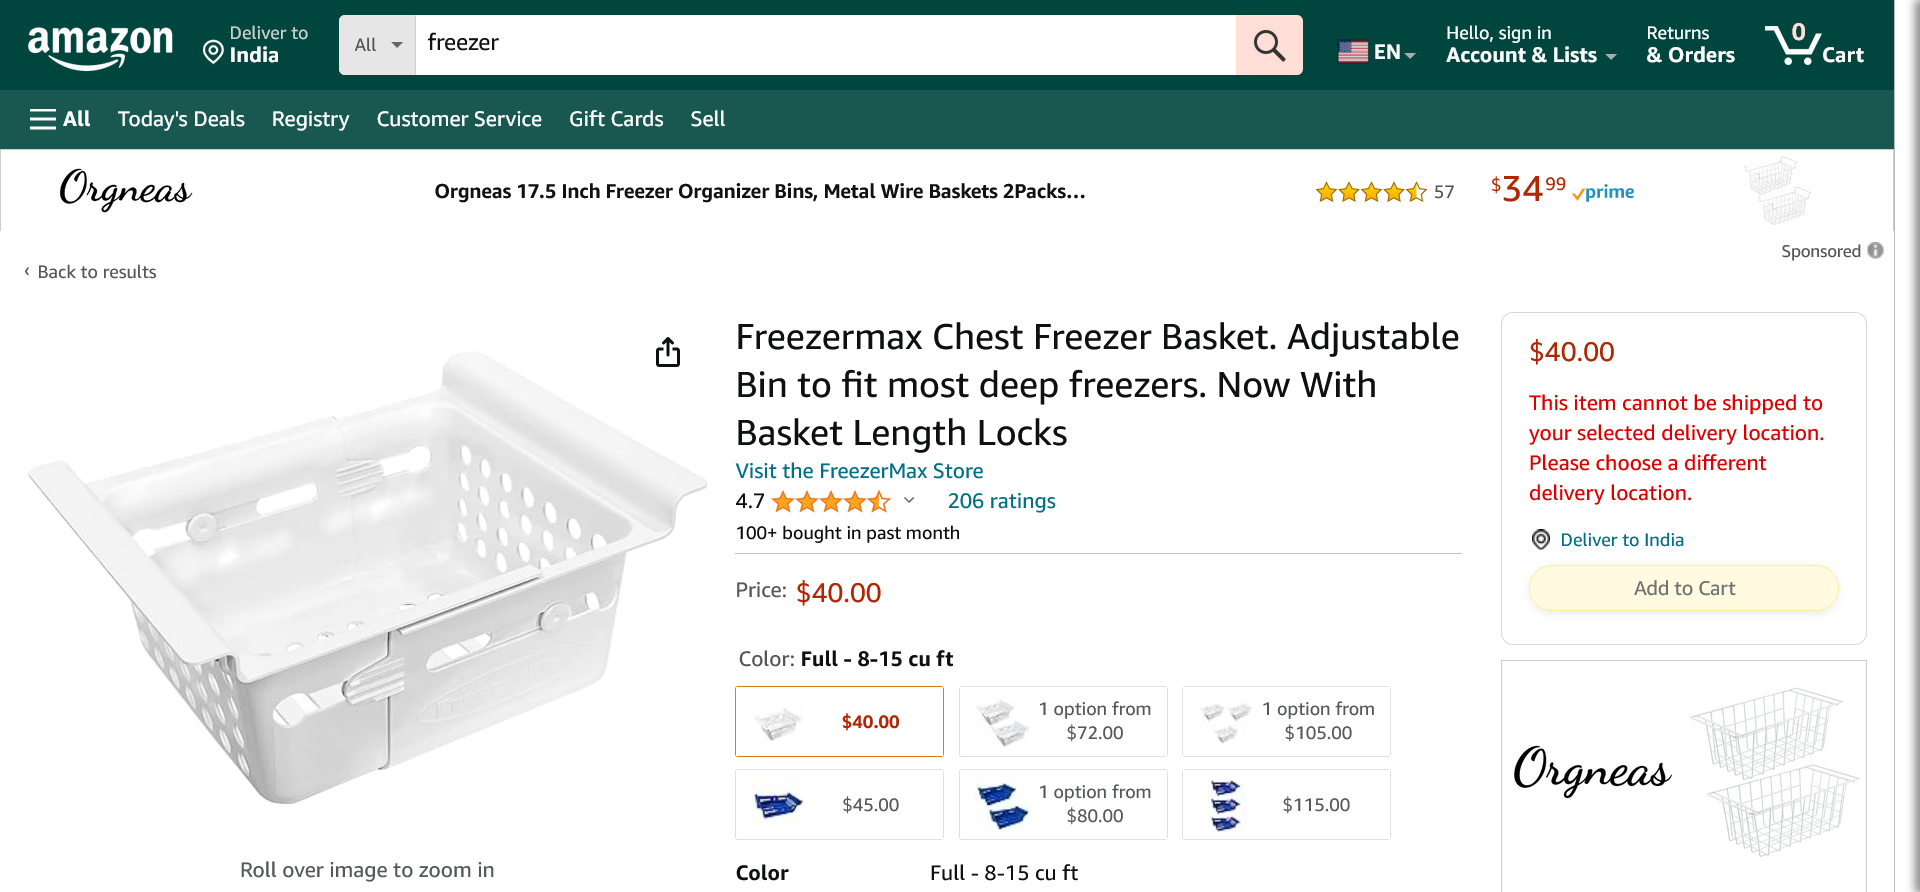 amazon
Deliver to
India
All
freezer
EN
Hello, sign in
Account & Lists
Returns
& Orders
0
Cart
All
Today's Deals
Registry
Customer Service
Gift Cards
Sell
Orgneas
Orgneas 17.5 Inch Freezer Organizer Bins, Metal Wire Baskets 2Packs...
57
$34.99
prime
Sponsored
‹ Back to results
Freezermax Chest Freezer Basket. Adjustable
Bin to fit most deep freezers. Now With
Basket Length Locks
Visit the FreezerMax Store
4.7
206 ratings
100+ bought in past month
Price: $40.00
Color: Full - 8-15 cu ft
$40.00
1 option from
$72.00
1 option from
$105.00
$45.00
1 option from
$80.00
$115.00
Color
Full - 8-15 cu ft
Roll over image to zoom in
$40.00
This item cannot be shipped to
your selected delivery location.
Please choose a different
delivery location.
Deliver to India
Add to Cart
Orgneas